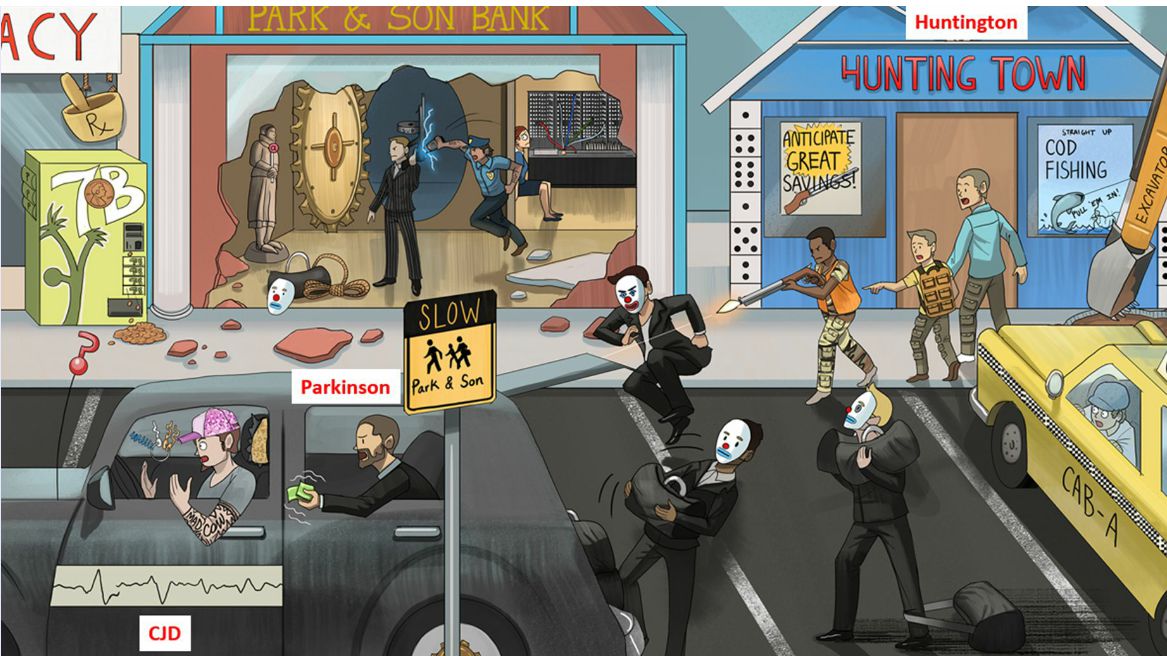 ACY
PARK & SON BANK
Huntington
HUNTING TOWN
Rx
TB
ANTICIPATE
GREAT
SAVINGS!
STRAIGHT UP
COD
FISHING
PULL 'EM IN!
EXCAVATOR
SLOW
Park & Son
Parkinson
MAD COW
CAB-A
CJD